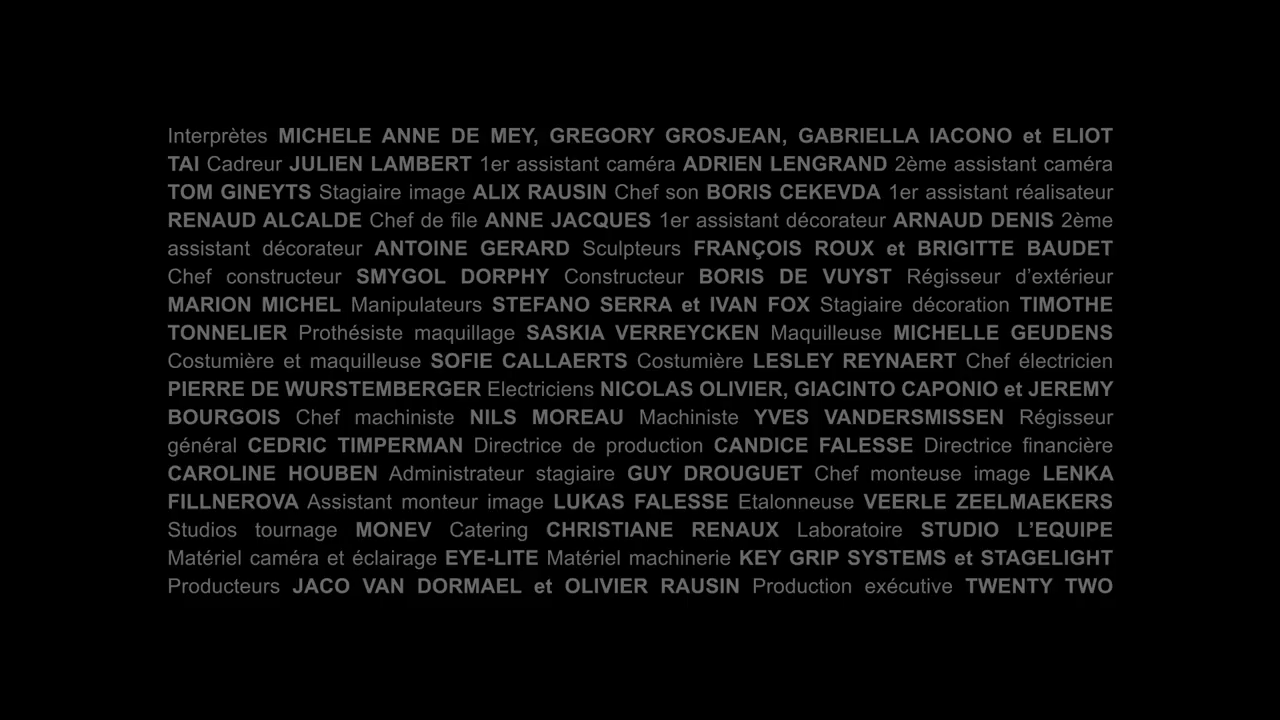 Interprètes MICHELE ANNE DE MEY, GREGORY GROSJEAN, GABRIELLA IACONO et ELIOT
TAI Cadreur JULIEN LAMBERT 1er assistant caméra ADRIEN LENGRAND 2ème assistant caméra
TOM GINEYTS Stagiaire image ALIX RAUSIN Chef son BORIS CEKEVDA 1er assistant réalisateur
RENAUD ALCALDE Chef de file ANNE JACQUES 1er assistant décorateur ARNAUD DENIS 2ème
assistant décorateur ANTOINE GERARD Sculpteurs FRANÇOIS ROUX et BRIGITTE BAUDET
Chef constructeur SMYGOL DORPHY Constructeur BORIS DE VUYST Régisseur d’extérieur
MARION MICHEL Manipulateurs STEFANO SERRA et IVAN FOX Stagiaire décoration TIMOTHE
TONNELIER Prothésiste maquillage SASKIA VERREYCKEN Maquilleuse MICHELLE GEUDENS
Costumière et maquilleuse SOFIE CALLAERTS Costumière LESLEY REYNAERT Chef électricien
PIERRE DE WURSTEMBERGER Electriciens NICOLAS OLIVIER, GIACINTO CAPONIO et JEREMY
BOURGOIS Chef machiniste NILS MOREAU Machiniste YVES VANDERSMISSEN Régisseur
général CEDRIC TIMPERMAN Directrice de production CANDICE FALESSE Directrice financière
CAROLINE HOUBEN Administrateur stagiaire GUY DROUGUET Chef monteuse image LENKA
FILLNEROVA Assistant monteur image LUKAS FALESSE Etalonneuse VEERLE ZEELMAEKERS
Studios tournage MONEV Catering CHRISTIANE RENAUX Laboratoire STUDIO L’EQUIPE
Matériel caméra et éclairage EYE-LITE Matériel machinerie KEY GRIP SYSTEMS et STAGELIGHT
Producteurs JACO VAN DORMAEL et OLIVIER RAUSIN Production exécutive TWENTY TWO